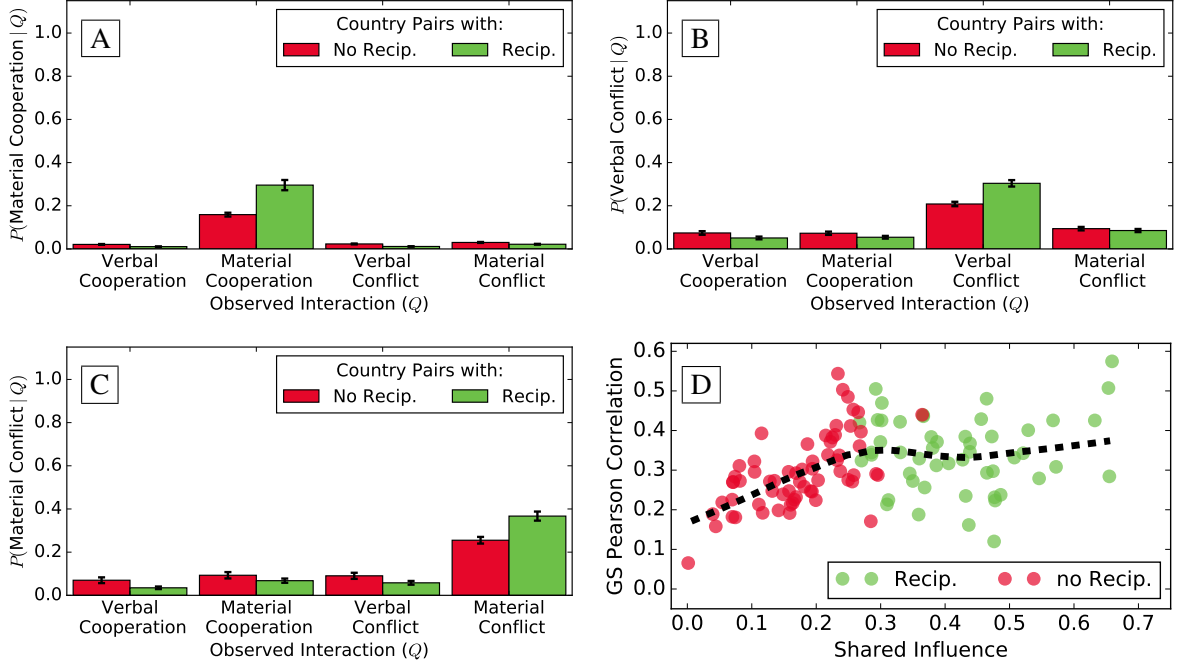 A
Country Pairs with:
No Recip. Recip.
P(Material Cooperation | Q)
1.0
0.8
0.6
0.4
0.2
0.0
Verbal Material Verbal Material
Cooperation Cooperation Conflict Conflict
Observed Interaction (Q)
B
Country Pairs with:
No Recip. Recip.
P(Verbal Conflict | Q)
1.0
0.8
0.6
0.4
0.2
0.0
Verbal Material Verbal Material
Cooperation Cooperation Conflict Conflict
Observed Interaction (Q)
C
Country Pairs with:
No Recip. Recip.
P(Material Conflict | Q)
1.0
0.8
0.6
0.4
0.2
0.0
Verbal Material Verbal Material
Cooperation Cooperation Conflict Conflict
Observed Interaction (Q)
D
GS Pearson Correlation
0.6
0.5
0.4
0.3
0.2
0.1
0.0
Recip. no Recip.
0.0 0.1 0.2 0.3 0.4 0.5 0.6 0.7
Shared Influence